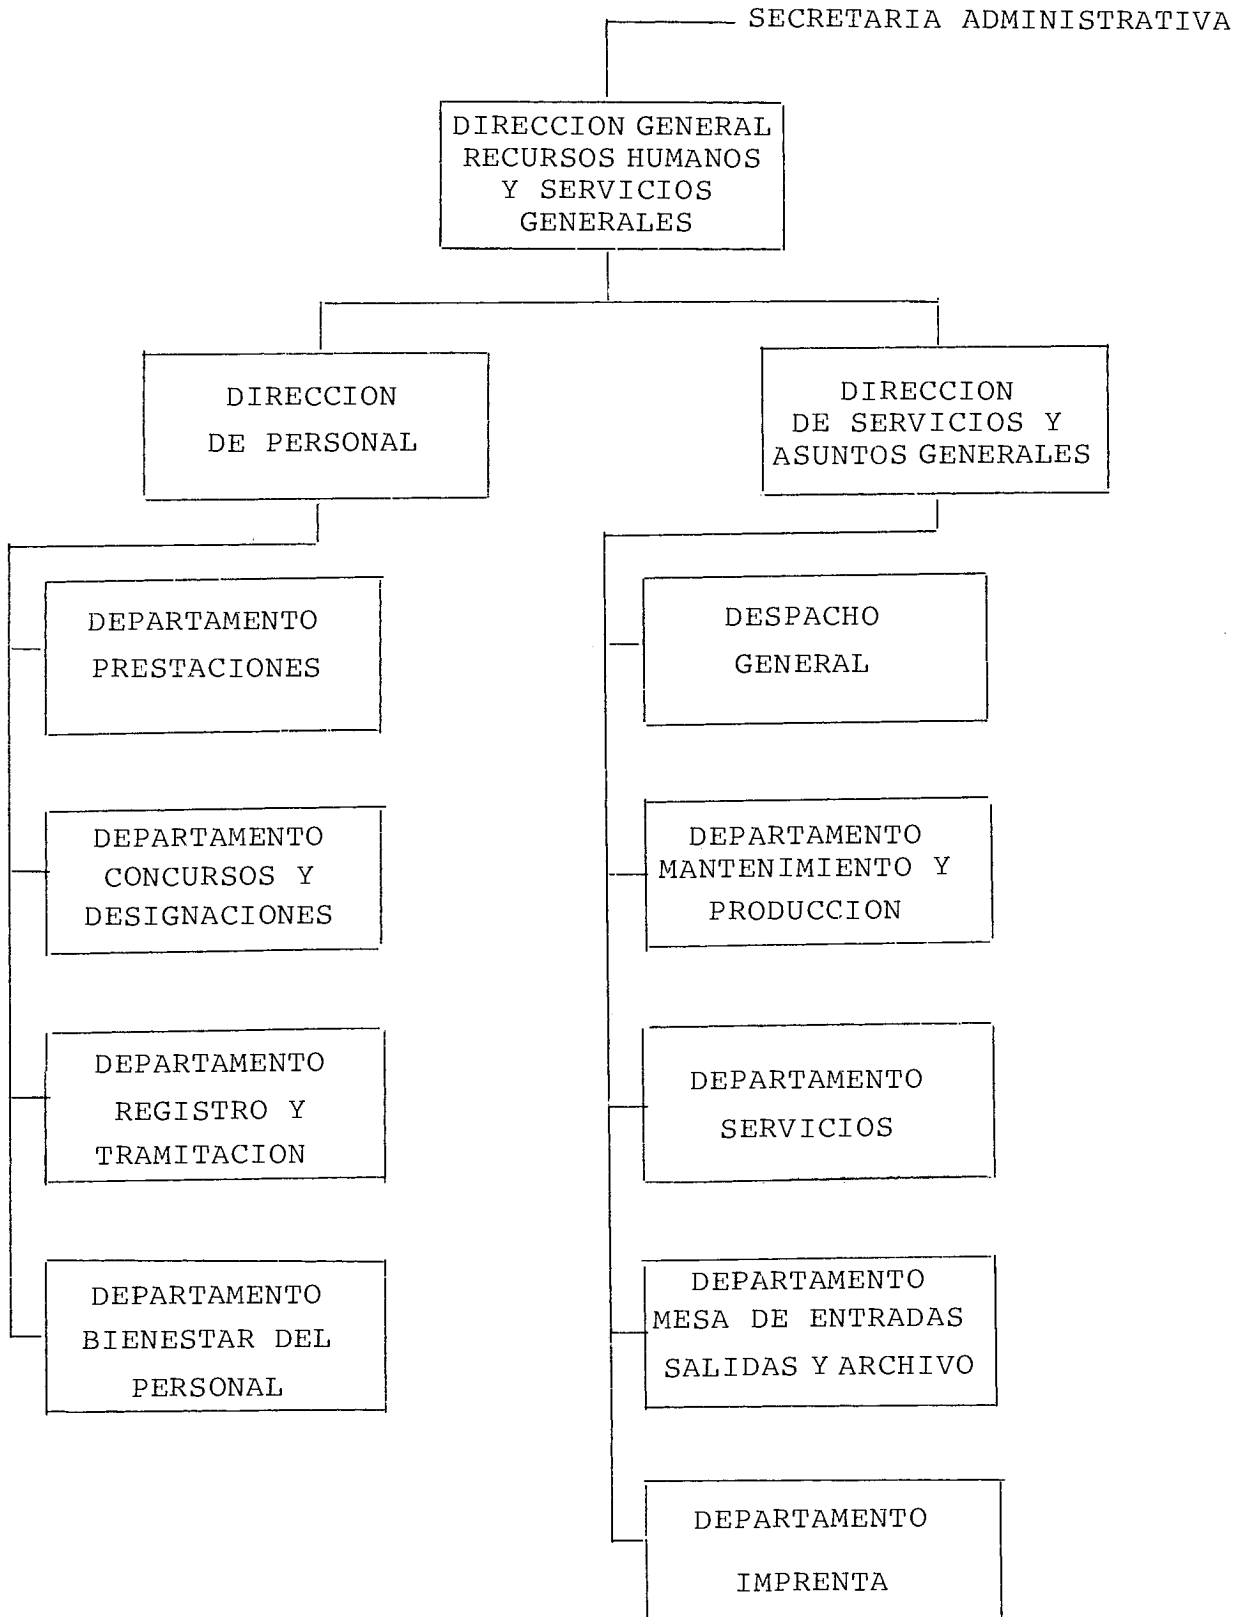 SECRETARIA ADMINISTRATIVA
DIRECCION GENERAL
RECURSOS HUMANOS
Y SERVICIOS
GENERALES
DIRECCION
DE PERSONAL
DIRECCION
DE SERVICIOS Y
ASUNTOS GENERALES
DEPARTAMENTO
PRESTACIONES
DEPARTAMENTO
CONCURSOS Y
DESIGNACIONES
DEPARTAMENTO
REGISTRO Y
TRAMITACION
DEPARTAMENTO
BIENESTAR DEL
PERSONAL
DESPACHO
GENERAL
DEPARTAMENTO
MANTENIMIENTO Y
PRODUCCION
DEPARTAMENTO
SERVICIOS
DEPARTAMENTO
MESA DE ENTRADAS
SALIDAS Y ARCHIVO
DEPARTAMENTO
IMPRENTA